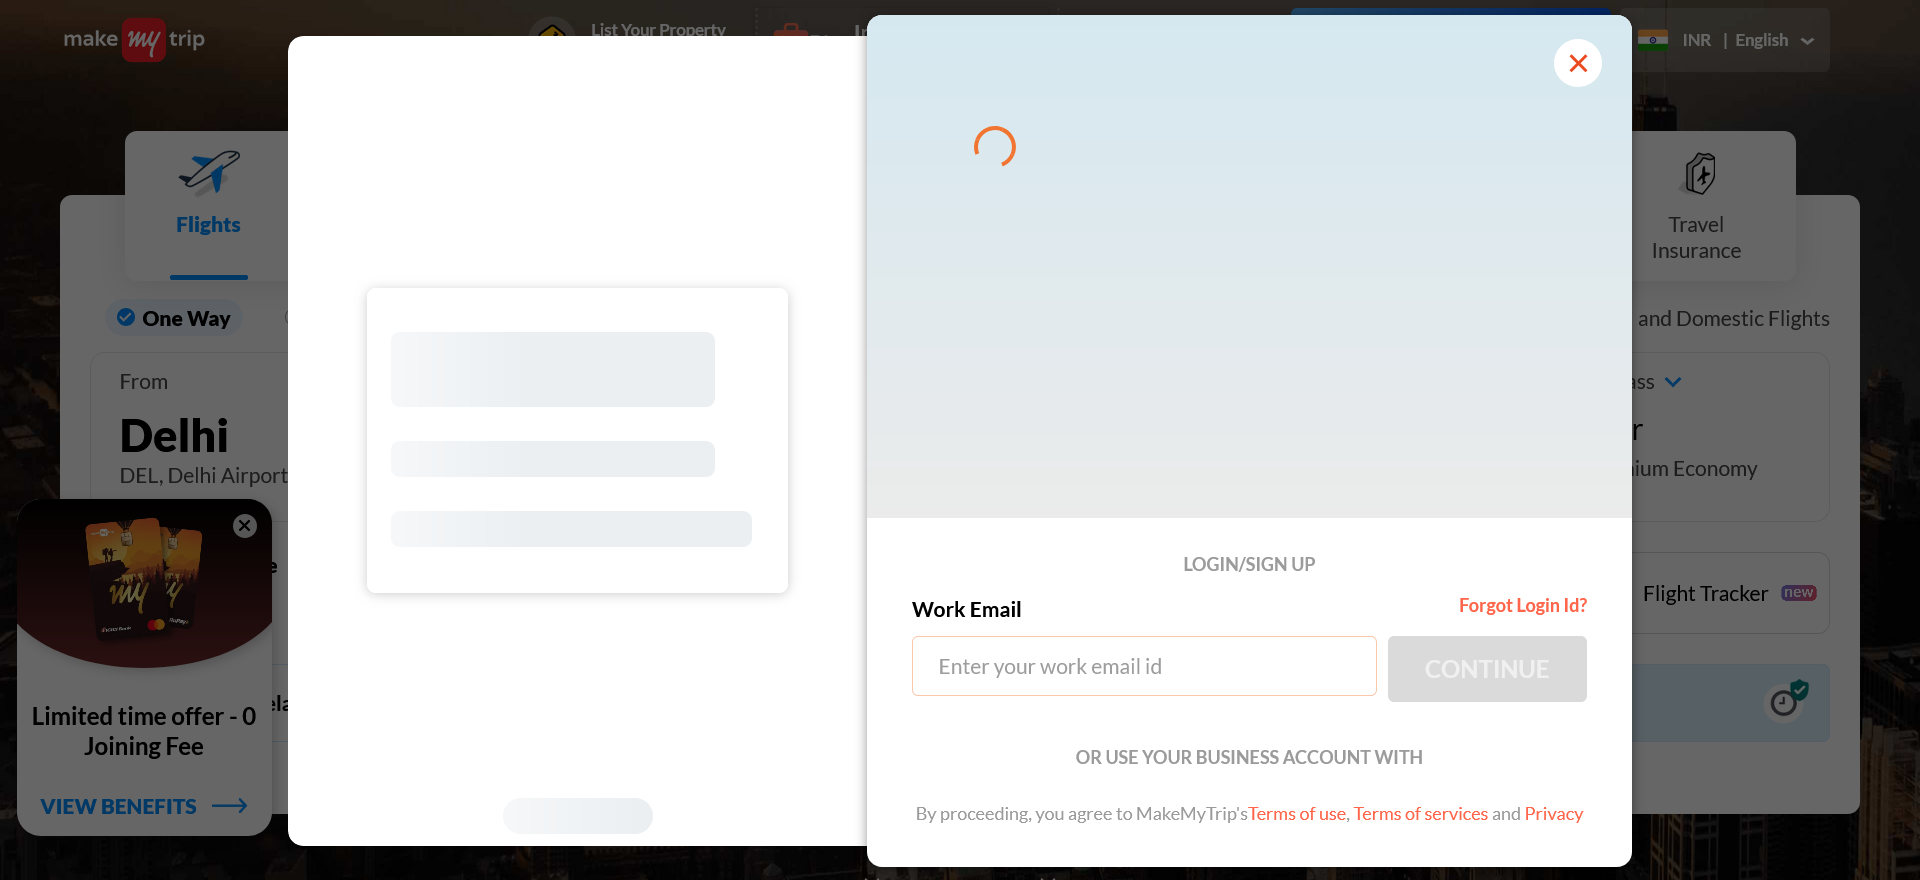 make my trip
List Your Property
INR | English
Flights
Travel
Insurance
One Way
and Domestic Flights
From
Delhi
DEL, Delhi Airport
Economy
Limited time offer - 0
Joining Fee
VIEW BENEFITS
Flight Tracker new
LOGIN/SIGN UP
Work Email
Forgot Login Id?
Enter your work email id
CONTINUE
OR USE YOUR BUSINESS ACCOUNT WITH
By proceeding, you agree to MakeMyTrip'sTerms of use, Terms of services and Privacy